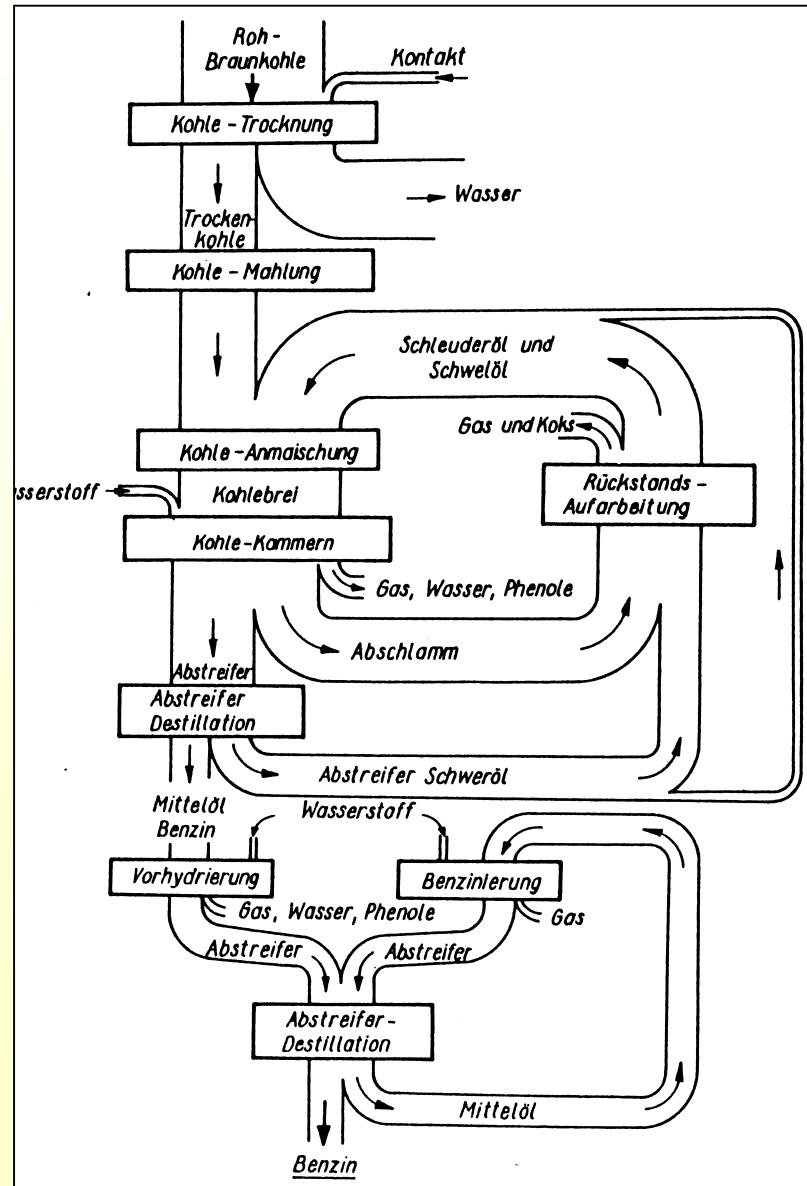 Roh-
Braunkohle
Kontakt
Kohle - Trocknung
Wasser
Trocken-
kohle
Kohle - Mahlung
Schleuderöl und
Schwelöl
Gas und Koks
Kohle-Anmaischung
Rückstands -
Aufarbeitung
sserstoff
Kohlebrei
Kohle-Kammern
Gas, Wasser, Phenole
Abschlamm
Abstreifer
Abstreifer
Destillation
Abstreifer Schweröl
Mittelöl
Benzin
Wasserstoff
Vorhydrierung
Benzinierung
Gas, Wasser, Phenole
Gas
Abstreifer
Abstreifer
Abstreifer-
Destillation
Mittelöl
Benzin